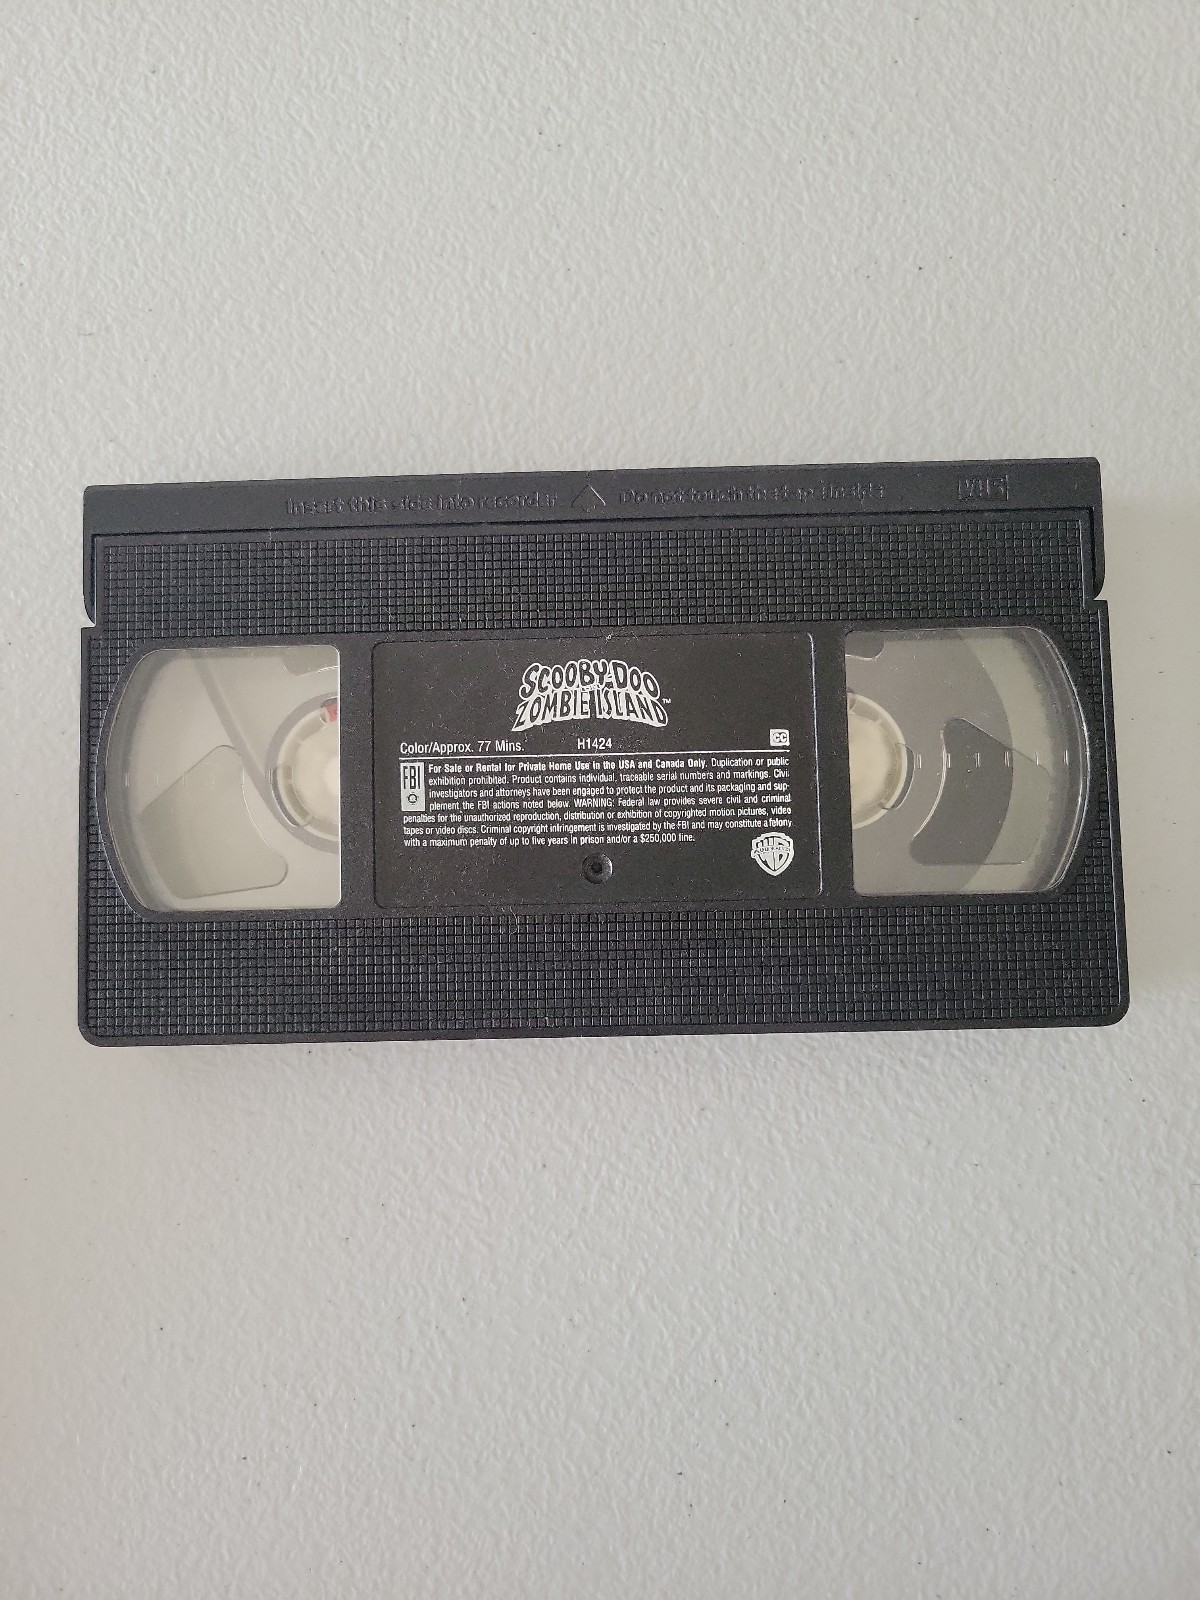 Insert this side into recorder Do not touch the tape inside VHS
SCOOBY-DOO
ZOMBIE ISLAND™
Color/Approx. 77 Mins. H1424 CC
FBI
For Sale or Rental for Private Home Use in the USA and Canada Only. Duplication or public
exhibition prohibited. Product contains individual, traceable serial numbers and markings. Civil
investigators and attorneys have been engaged to protect the product and its packaging and sup-
plement the FBI actions noted below. WARNING: Federal law provides severe civil and criminal
penalties for the unauthorized reproduction, distribution or exhibition of copyrighted motion pictures, video
tapes or video discs. Criminal copyright infringement is investigated by the FBI and may constitute a felony
with a maximum penalty of up to five years in prison and/or a $250,000 fine.
WB